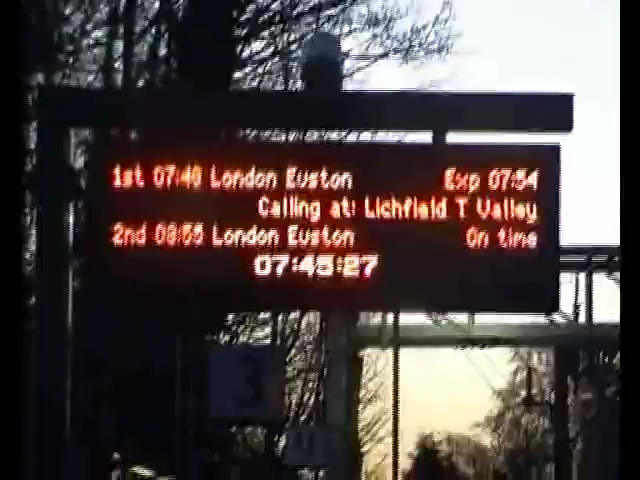 1st 07:40 London Euston Exp 07:54
Calling at: Lichfield T Valley
2nd 08:55 London Euston On time
07:45:27
3